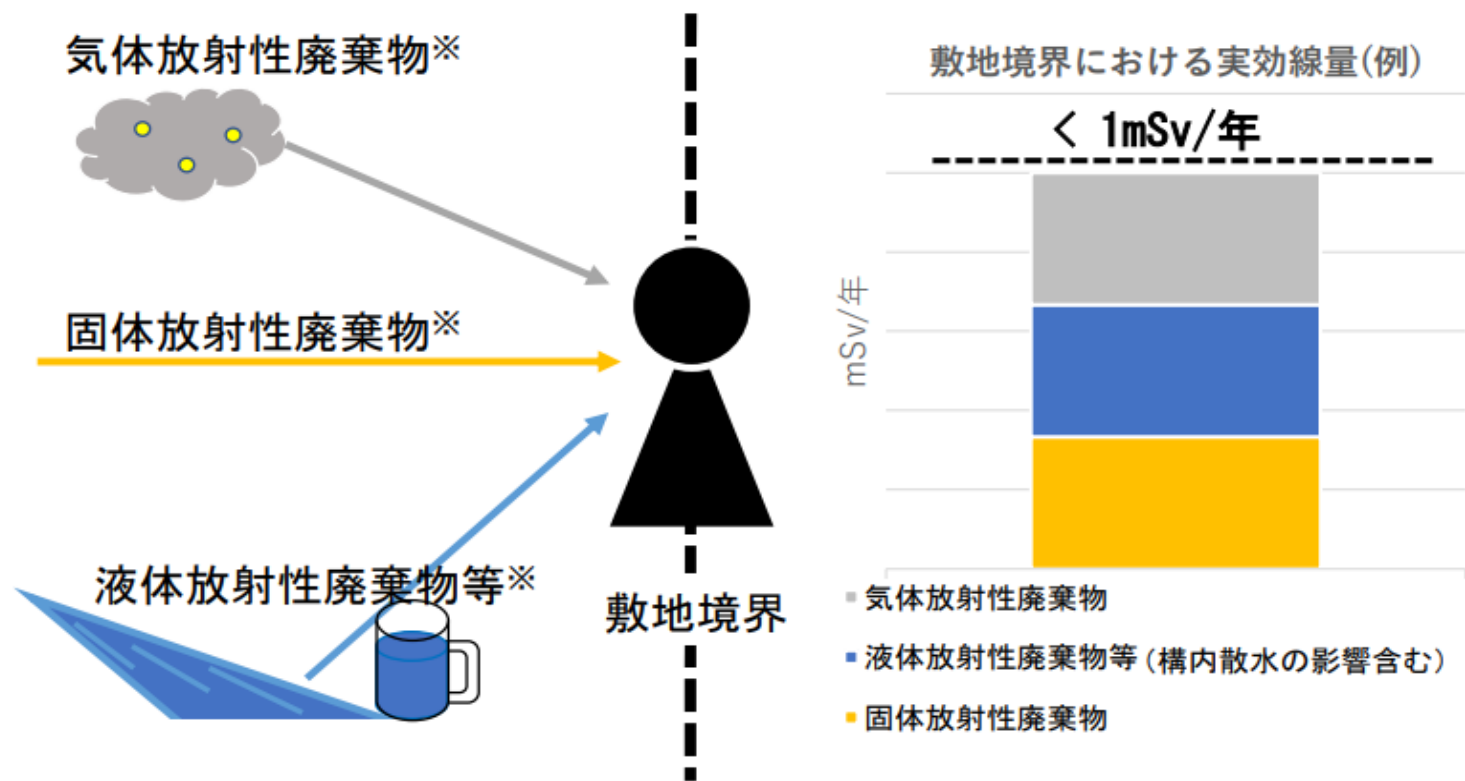 気体放射性廃棄物※
固体放射性廃棄物※
液体放射性廃棄物等※
敷地境界
敷地境界における実効線量(例)
< 1mSv/年
mSv/年
気体放射性廃棄物
液体放射性廃棄物等(構内散水の影響含む)
固体放射性廃棄物